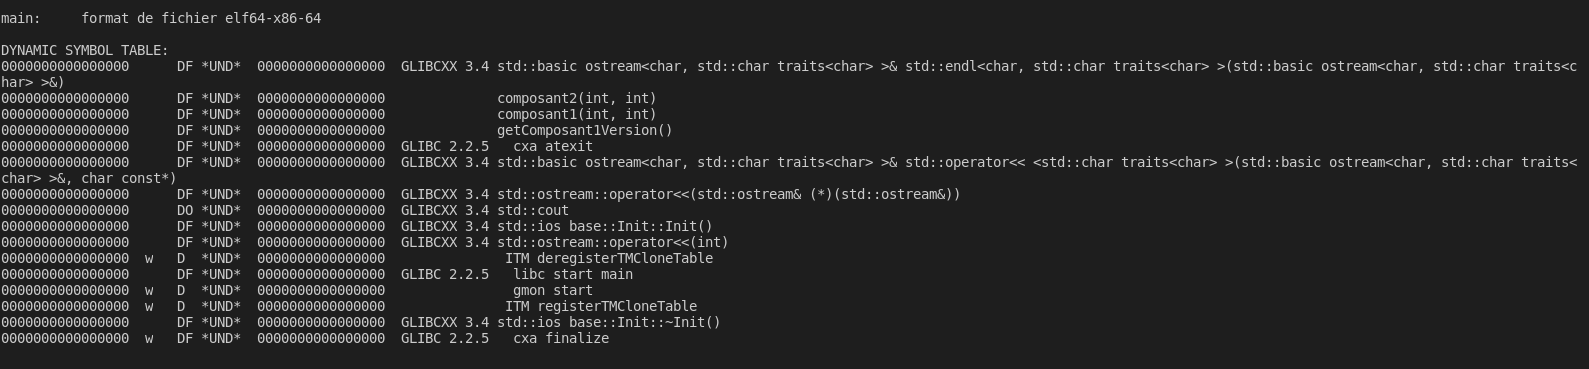 main:     format de fichier elf64-x86-64
DYNAMIC SYMBOL TABLE:
0000000000000000      DF *UND*  0000000000000000  GLIBCXX 3.4 std::basic ostream<char, std::char traits<char> >& std::endl<char, std::char traits<char> >(std::basic ostream<char, std::char traits<c
har> >&)
0000000000000000      DF *UND*  0000000000000000              composant2(int, int)
0000000000000000      DF *UND*  0000000000000000              composant1(int, int)
0000000000000000      DF *UND*  0000000000000000              getComposant1Version()
0000000000000000      DF *UND*  0000000000000000  GLIBC 2.2.5   cxa atexit
0000000000000000      DF *UND*  0000000000000000  GLIBCXX 3.4 std::basic ostream<char, std::char traits<char> >& std::operator<< <std::char traits<char> >(std::basic ostream<char, std::char traits<
char> >&, char const*)
0000000000000000      DF *UND*  0000000000000000  GLIBCXX 3.4 std::ostream::operator<<(std::ostream& (*)(std::ostream&))
0000000000000000      DO *UND*  0000000000000000  GLIBCXX 3.4 std::cout
0000000000000000      DF *UND*  0000000000000000  GLIBCXX 3.4 std::ios base::Init::Init()
0000000000000000      DF *UND*  0000000000000000  GLIBCXX 3.4 std::ostream::operator<<(int)
0000000000000000  w   D  *UND*  0000000000000000               ITM deregisterTMCloneTable
0000000000000000      DF *UND*  0000000000000000  GLIBC 2.2.5   libc start main
0000000000000000  w   D  *UND*  0000000000000000                gmon start
0000000000000000  w   D  *UND*  0000000000000000               ITM registerTMCloneTable
0000000000000000      DF *UND*  0000000000000000  GLIBCXX 3.4 std::ios base::Init::~Init()
0000000000000000  w   DF *UND*  0000000000000000  GLIBC 2.2.5   cxa finalize